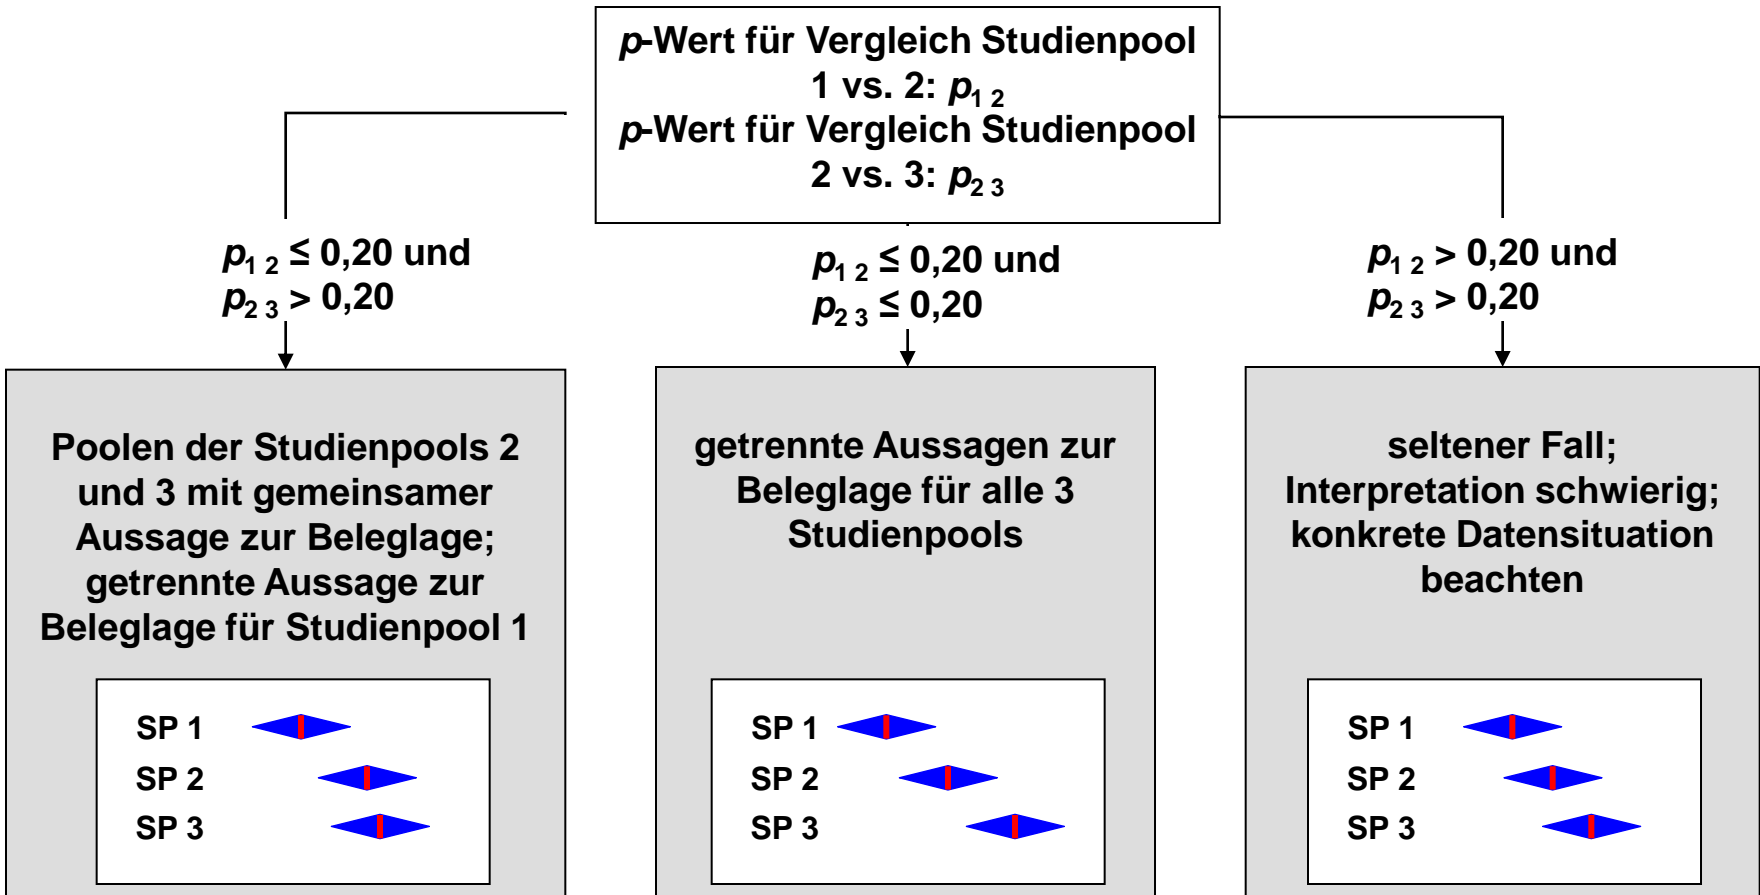 p-Wert für Vergleich Studienpool
1 vs. 2: p1 2
p-Wert für Vergleich Studienpool
2 vs. 3: p2 3
p1 2 ≤ 0,20 und
p2 3 > 0,20
p1 2 ≤ 0,20 und
p2 3 ≤ 0,20
p1 2 > 0,20 und
p2 3 > 0,20
Poolen der Studienpools 2
und 3 mit gemeinsamer
Aussage zur Beleglage;
getrennte Aussage zur
Beleglage für Studienpool 1
SP 1
SP 2
SP 3
getrennte Aussagen zur
Beleglage für alle 3
Studienpools
SP 1
SP 2
SP 3
seltener Fall;
Interpretation schwierig;
konkrete Datensituation
beachten
SP 1
SP 2
SP 3